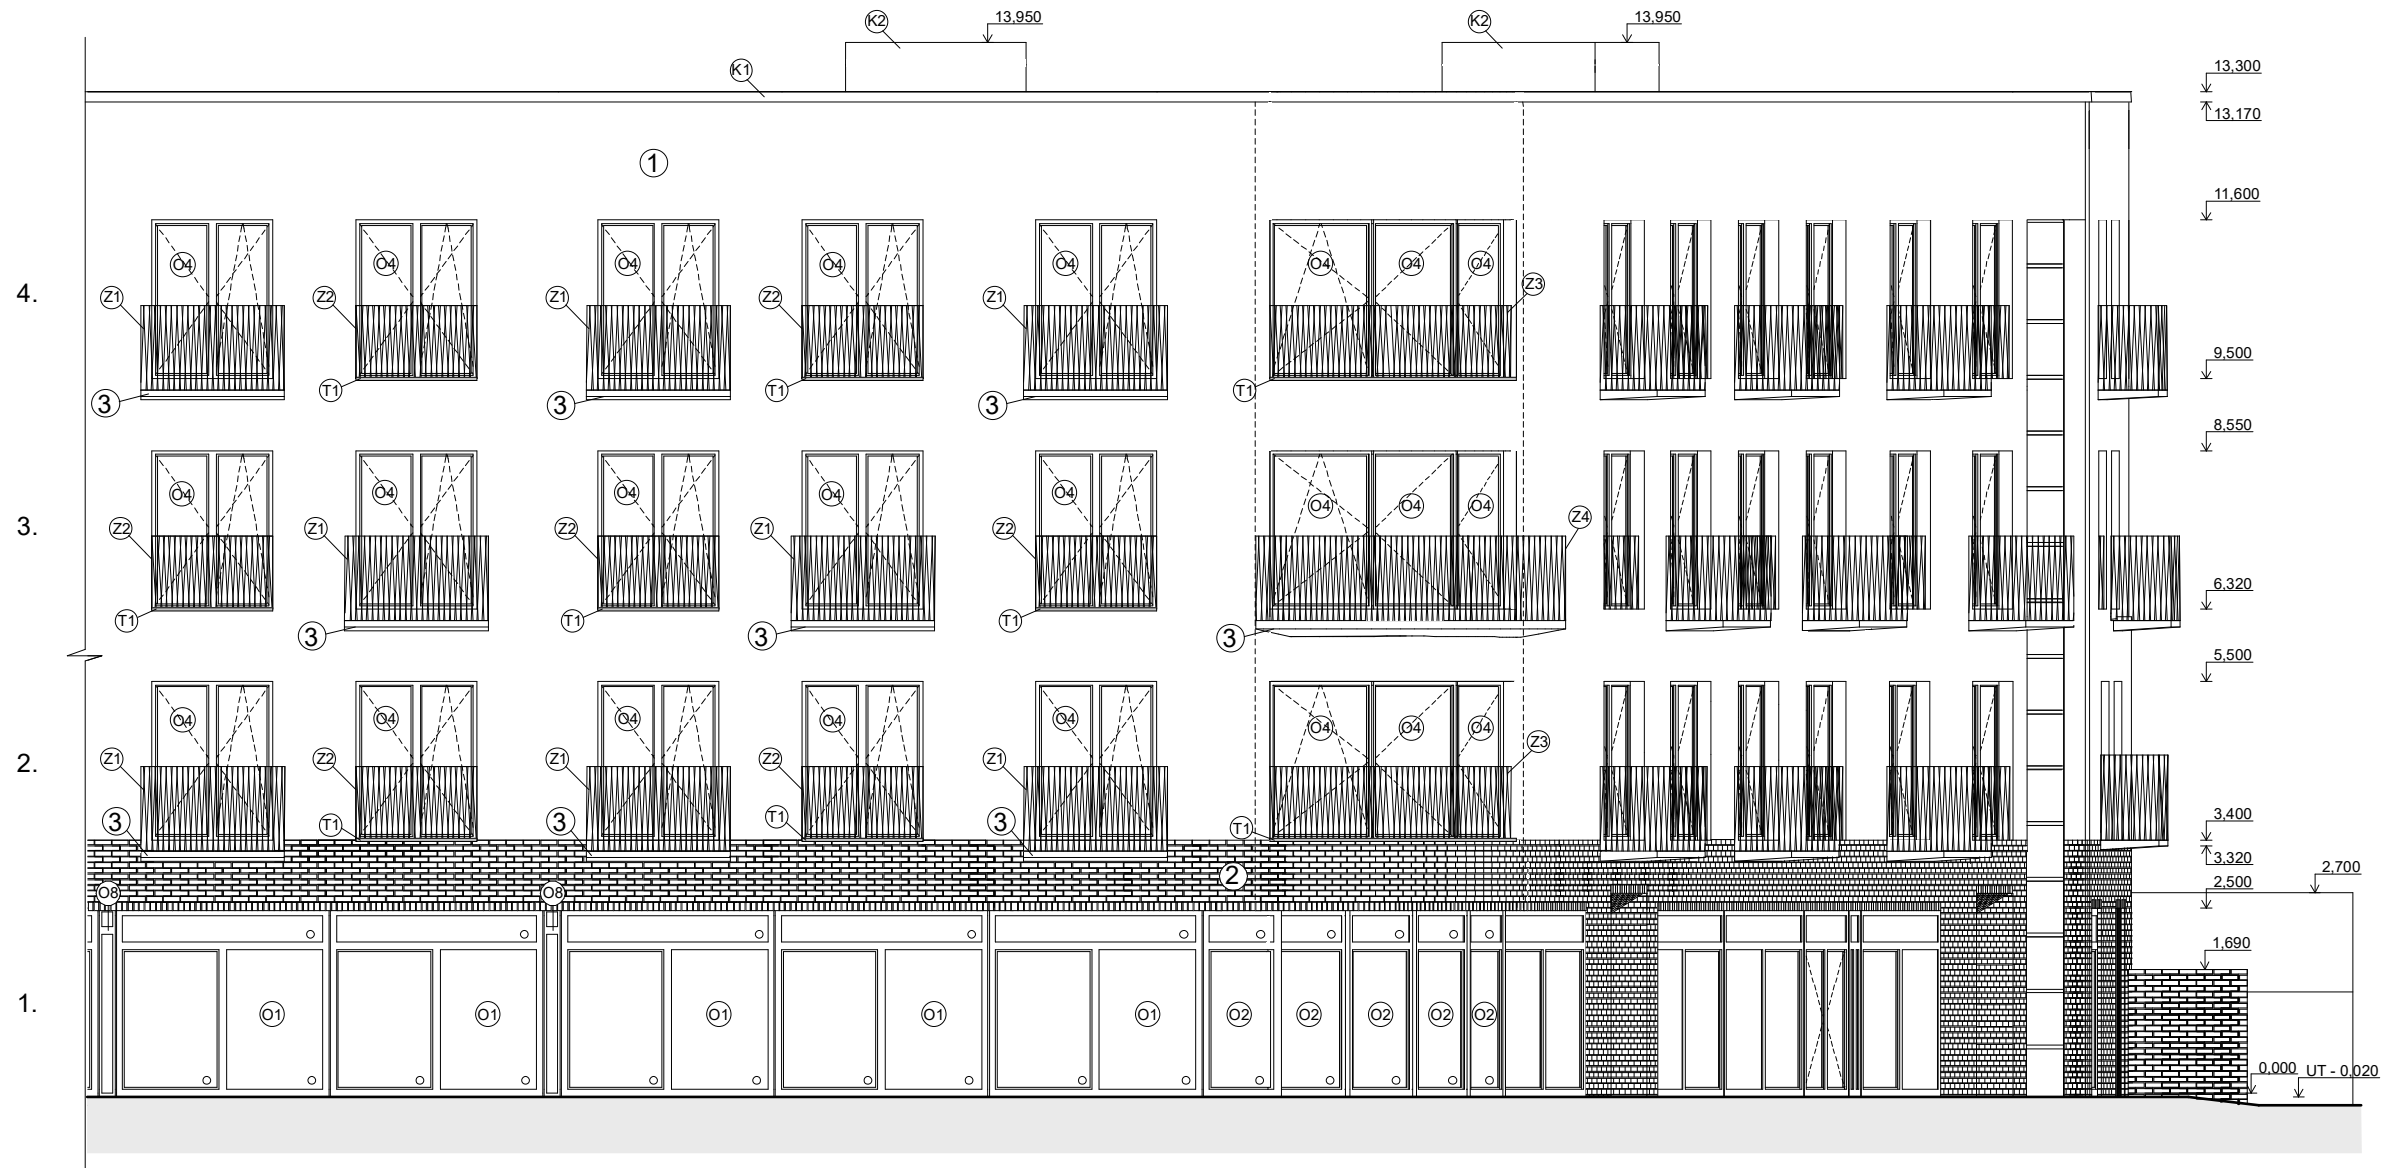 K2 13,950 K2 13,950
K1 13,300
13,170
1
11,600
4. O4 O4 O4 O4 O4 O4 O4 O4
Z1 Z2 Z1 Z2 Z1 Z3
9,500
3 T1 3 T1 3 T1
8,550
3. O4 O4 O4 O4 O4 O4 O4 O4
Z2 Z1 Z2 Z1 Z2 Z4
6,320
T1 3 T1 3 T1 3
5,500
2. O4 O4 O4 O4 O4 O4 O4 O4
Z1 Z2 Z1 Z2 Z1 Z3
3 T1 3 T1 3 T1 3,400
3,320
2 2,700
O8 O8 2,500
1,690
1. O1 O1 O1 O1 O1 O2 O2 O2 O2 O2
0,000 UT - 0,020